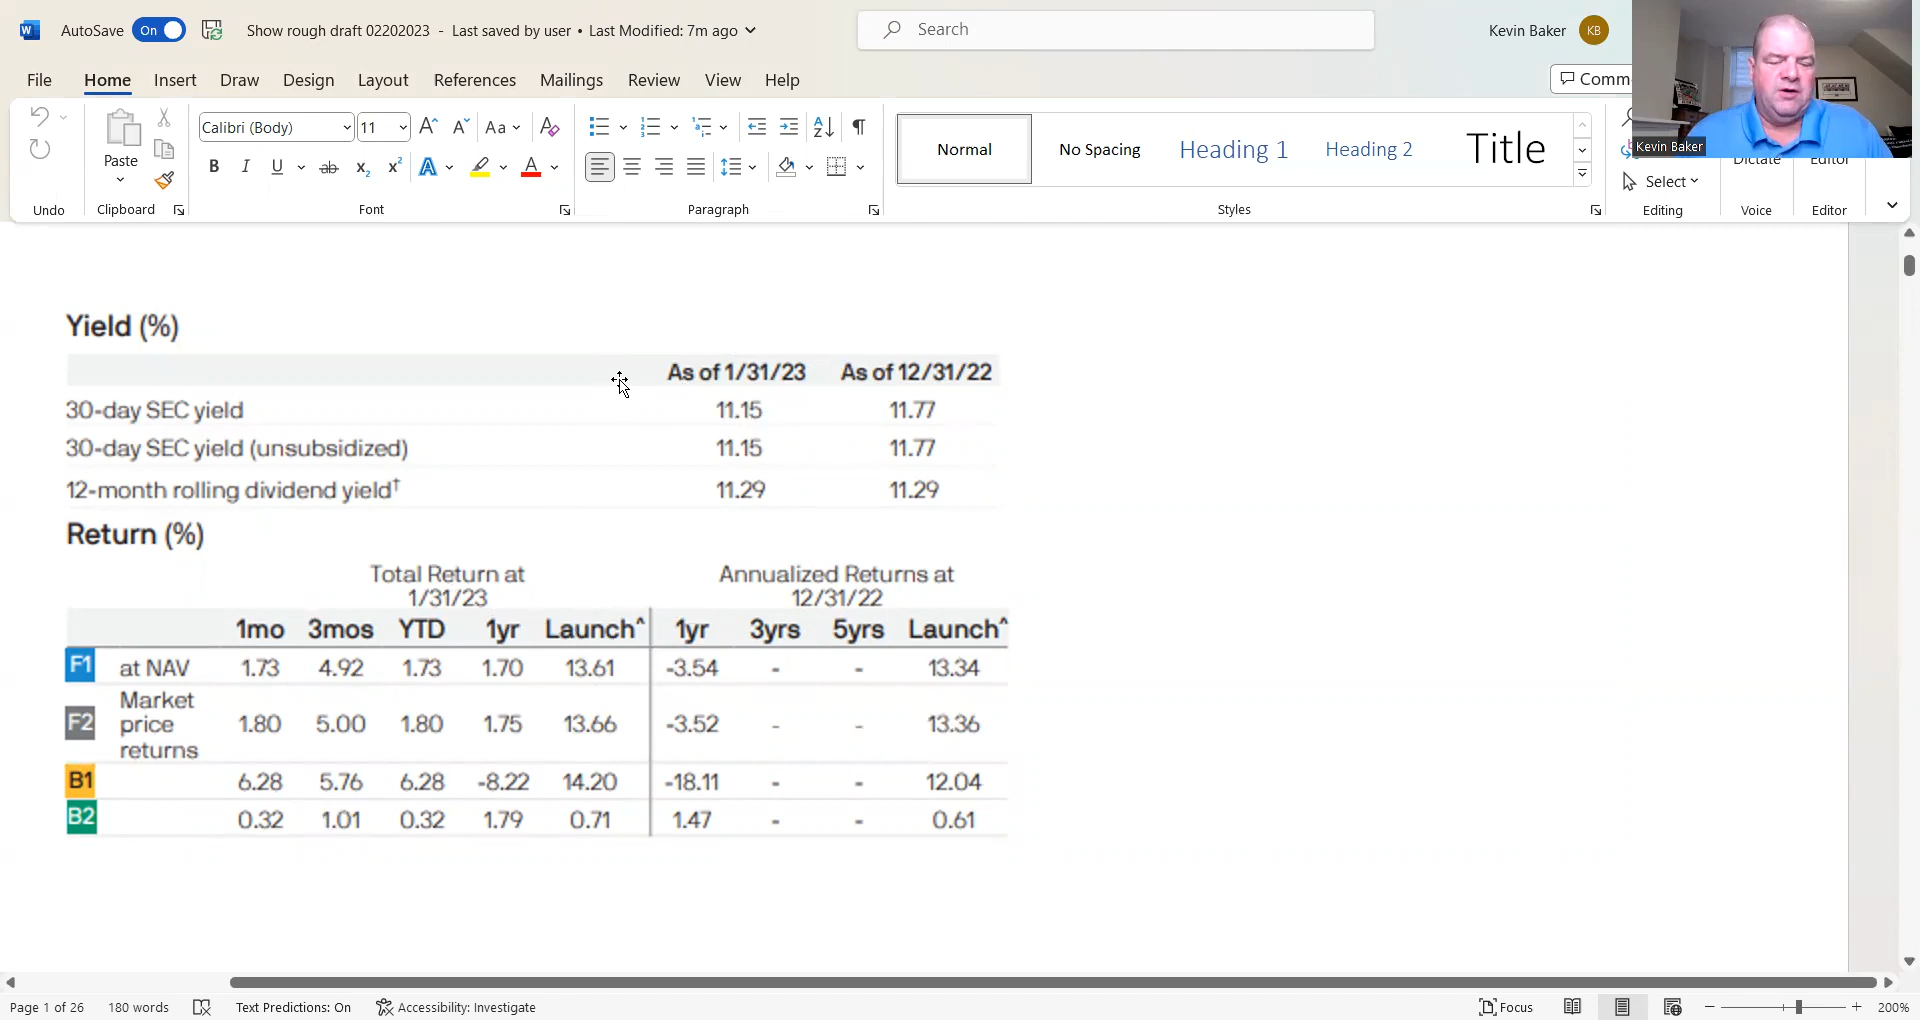 AutoSave On Show rough draft 02202023 - Last saved by user • Last Modified: 7m ago Search Kevin Baker KB
File Home Insert Draw Design Layout References Mailings Review View Help
Calibri (Body) 11 Aa
Paste
Normal No Spacing Heading 1 Heading 2 Title
Kevin Baker
Select
Undo Clipboard Font Paragraph Styles Editing Voice Editor
Yield (%)
As of 1/31/23 As of 12/31/22
30-day SEC yield 11.15 11.77
30-day SEC yield (unsubsidized) 11.15 11.77
12-month rolling dividend yield† 11.29 11.29
Return (%)
Total Return at Annualized Returns at
1/31/23 12/31/22
1mo 3mos YTD 1yr Launch^ 1yr 3yrs 5yrs Launch^
F1 at NAV 1.73 4.92 1.73 1.70 13.61 -3.54 - - 13.34
Market
F2 price 1.80 5.00 1.80 1.75 13.66 -3.52 - - 13.36
returns
B1 6.28 5.76 6.28 -8.22 14.20 -18.11 - - 12.04
B2 0.32 1.01 0.32 1.79 0.71 1.47 - - 0.61
Page 1 of 26 180 words Text Predictions: On Accessibility: Investigate Focus 200%